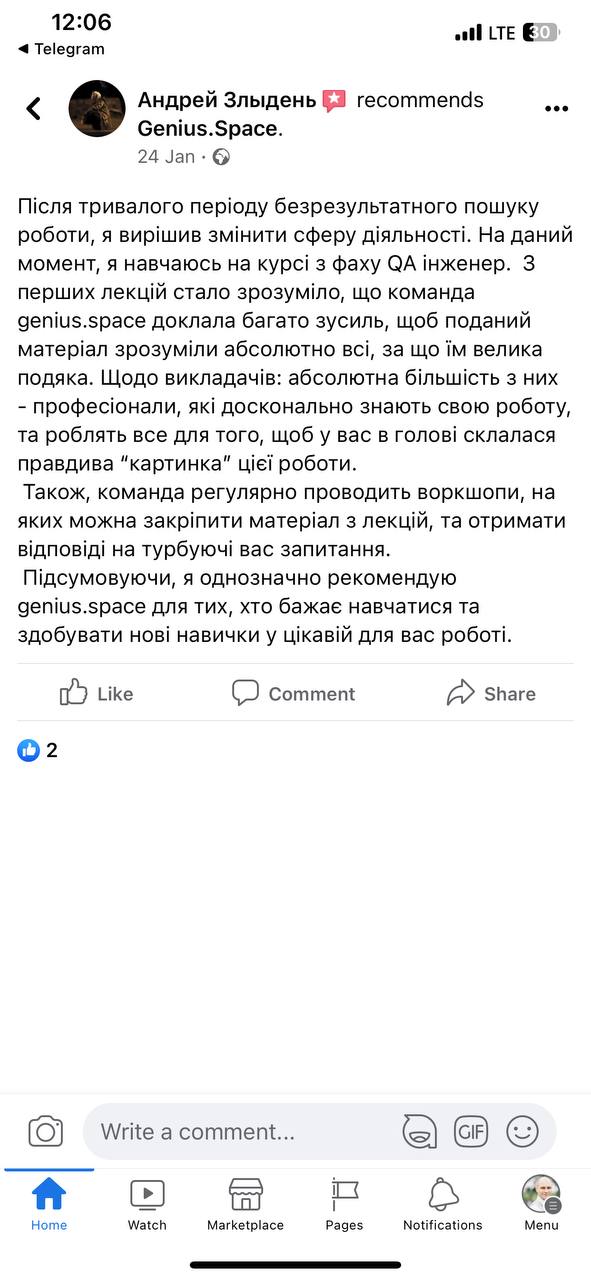 12:06
LTE 30
◀ Telegram
Андрей Злыдень recommends
Genius.Space.
24 Jan ·
Після тривалого періоду безрезультатного пошуку
роботи, я вирішив змінити сферу діяльності. На даний
момент, я навчаюсь на курсі з фаху QA інженер.  З
перших лекцій стало зрозуміло, що команда
genius.space доклала багато зусиль, щоб поданий
матеріал зрозуміли абсолютно всі, за що їм велика
подяка. Щодо викладачів: абсолютна більшість з них
- професіонали, які досконально знають свою роботу,
та роблять все для того, щоб у вас в голові склалася
правдива “картинка” цієї роботи.
Також, команда регулярно проводить воркшопи, на
яких можна закріпити матеріал з лекцій, та отримати
відповіді на турбуючі вас запитання.
Підсумовуючи, я однозначно рекомендую
genius.space для тих, хто бажає навчатися та
здобувати нові навички у цікавій для вас роботі.
Like Comment Share
2
Write a comment...
GIF
Home Watch Marketplace Pages Notifications Menu